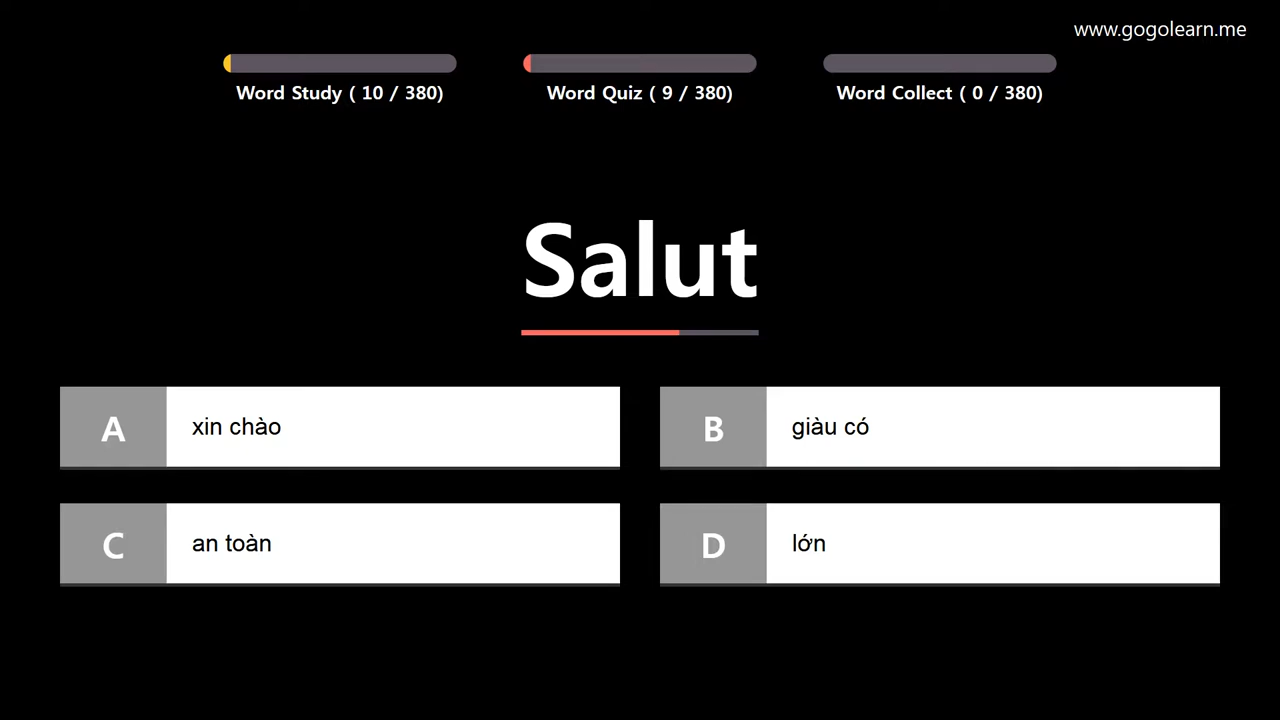 www.gogolearn.me
Word Study ( 10 / 380)
Word Quiz ( 9 / 380)
Word Collect ( 0 / 380)
Salut
A xin chào
B giàu có
C an toàn
D lớn